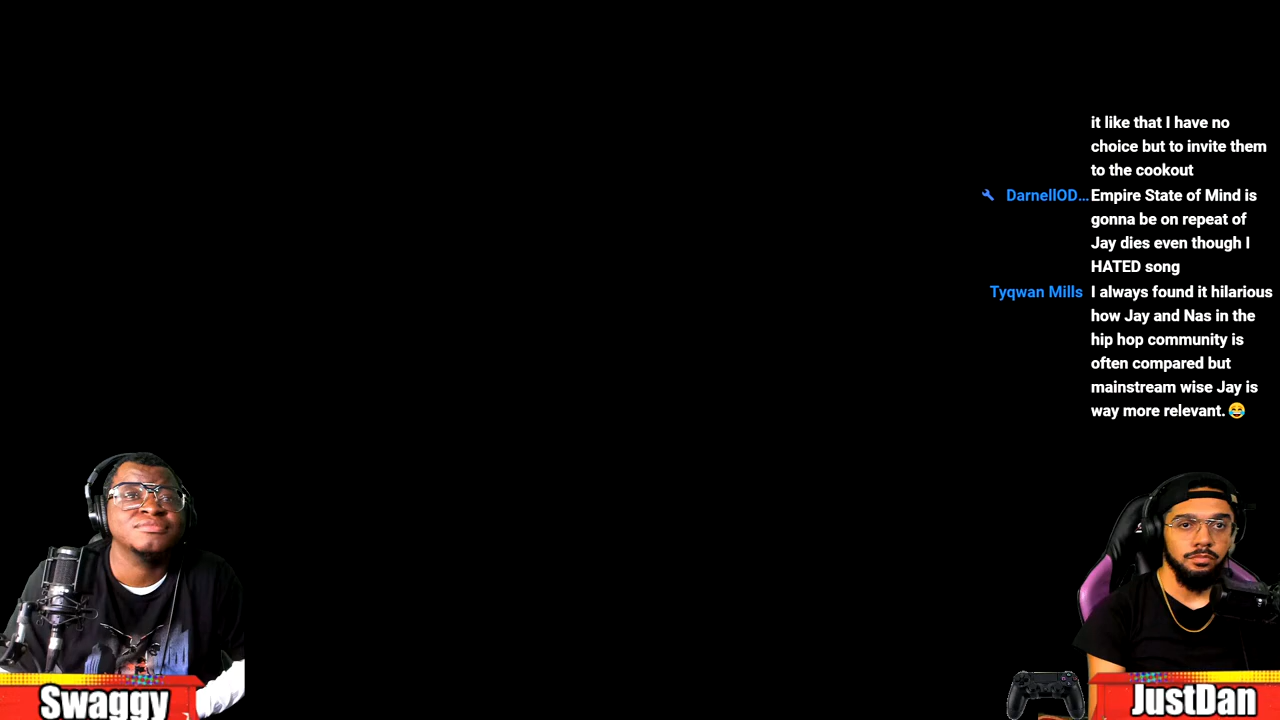 it like that I have no
choice but to invite them
to the cookout
DarnellOD... Empire State of Mind is
gonna be on repeat of
Jay dies even though I
HATED song
Tyqwan Mills I always found it hilarious
how Jay and Nas in the
hip hop community is
often compared but
mainstream wise Jay is
way more relevant. 😂
Swaggy
JustDan